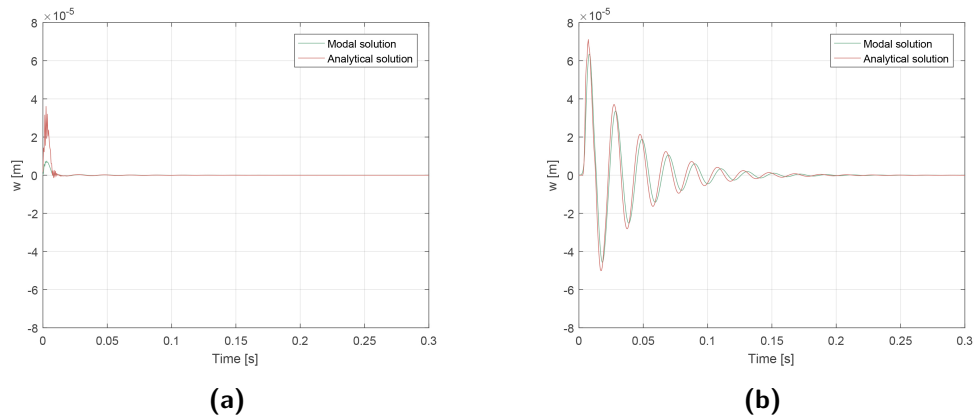 × 10⁻⁵
8
Modal solution
Analytical solution
6
4
2
0
-2
-4
-6
-8
w [m]
0 0.05 0.1 0.15 0.2 0.25 0.3
Time [s]
(a)
× 10⁻⁵
8
Modal solution
Analytical solution
6
4
2
0
-2
-4
-6
-8
w [m]
0 0.05 0.1 0.15 0.2 0.25 0.3
Time [s]
(b)